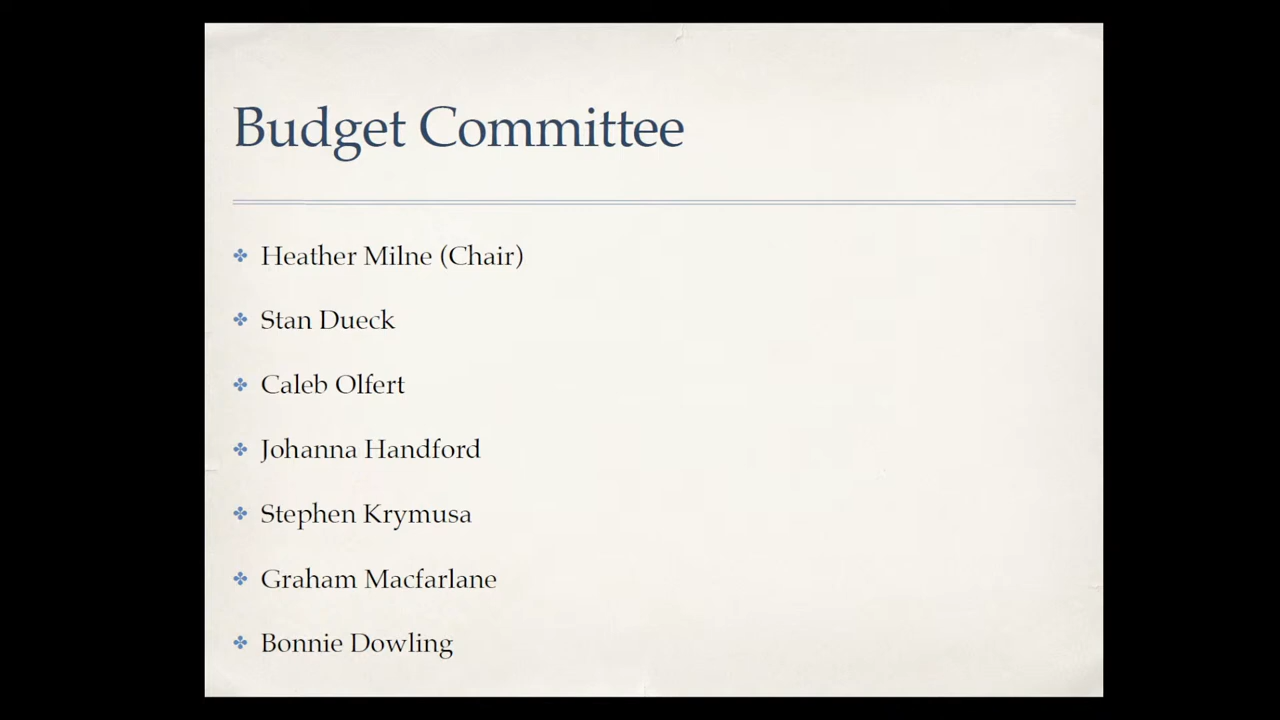 Budget Committee
Heather Milne (Chair)
Stan Dueck
Caleb Olfert
Johanna Handford
Stephen Krymusa
Graham Macfarlane
Bonnie Dowling